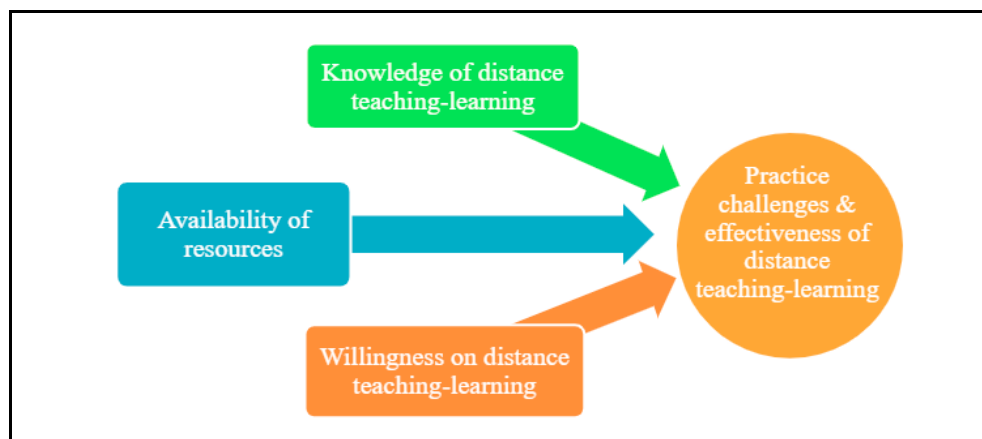 Knowledge of distance
teaching-learning
Availability of
resources
Willingness on distance
teaching-learning
Practice
challenges &
effectiveness of
distance
teaching-learning